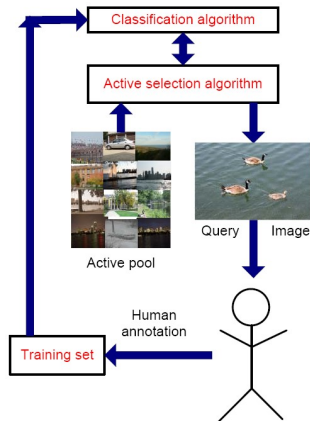 Classification algorithm
Active selection algorithm
Query Image
Active pool
Human
annotation
Training set